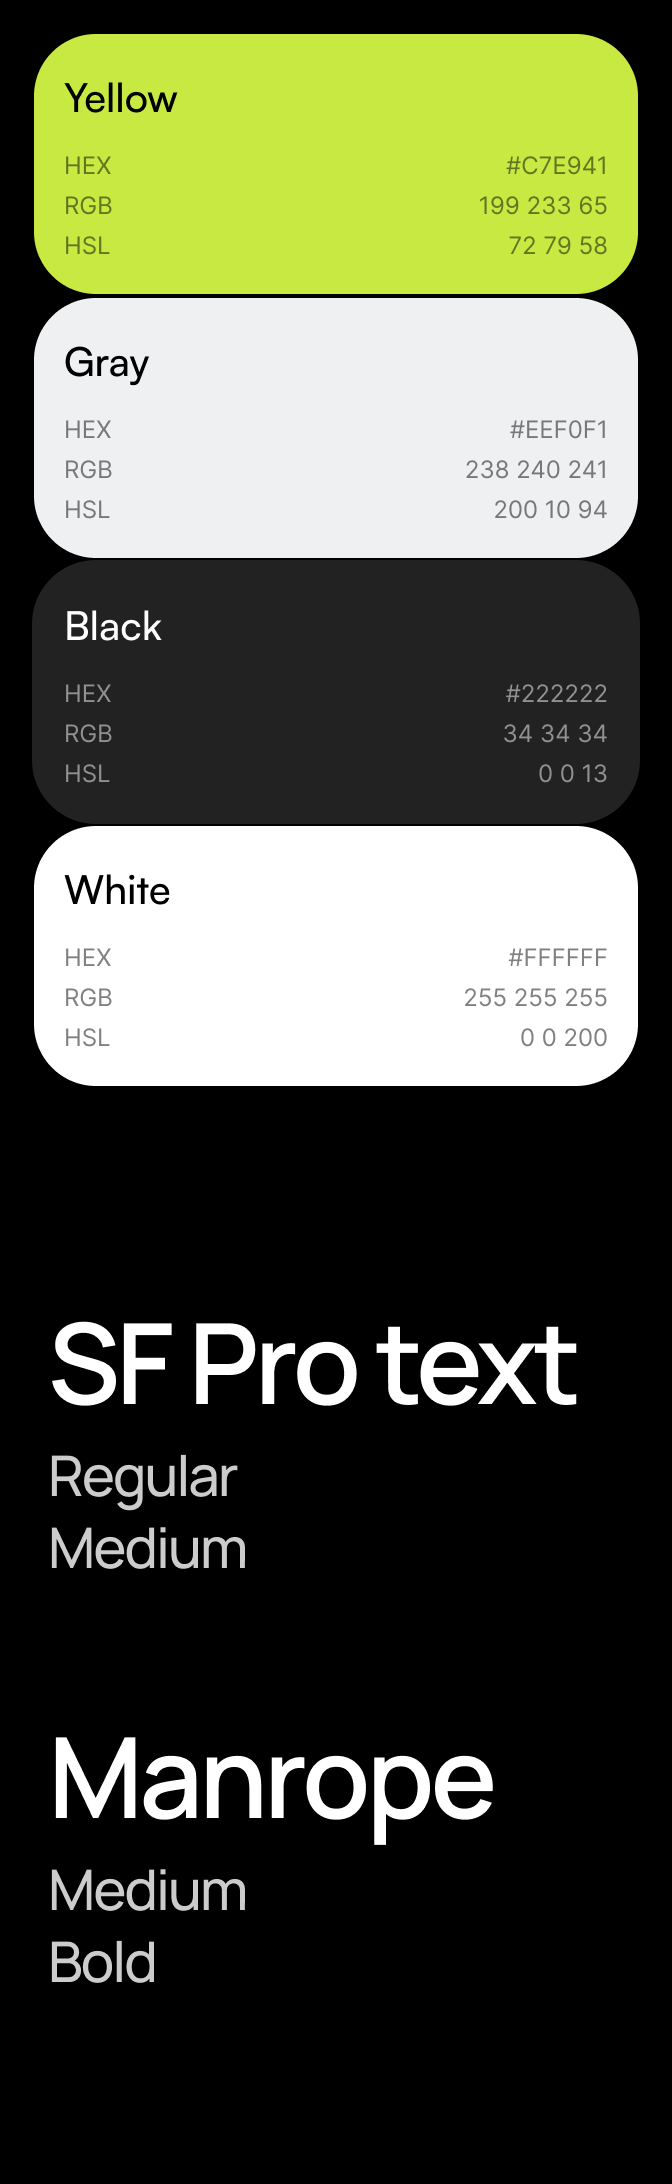 Yellow
HEX #C7E941
RGB 199 233 65
HSL 72 79 58
Gray
HEX #EEF0F1
RGB 238 240 241
HSL 200 10 94
Black
HEX #222222
RGB 34 34 34
HSL 0 0 13
White
HEX #FFFFFF
RGB 255 255 255
HSL 0 0 200
SF Pro text
Regular
Medium
Manrope
Medium
Bold